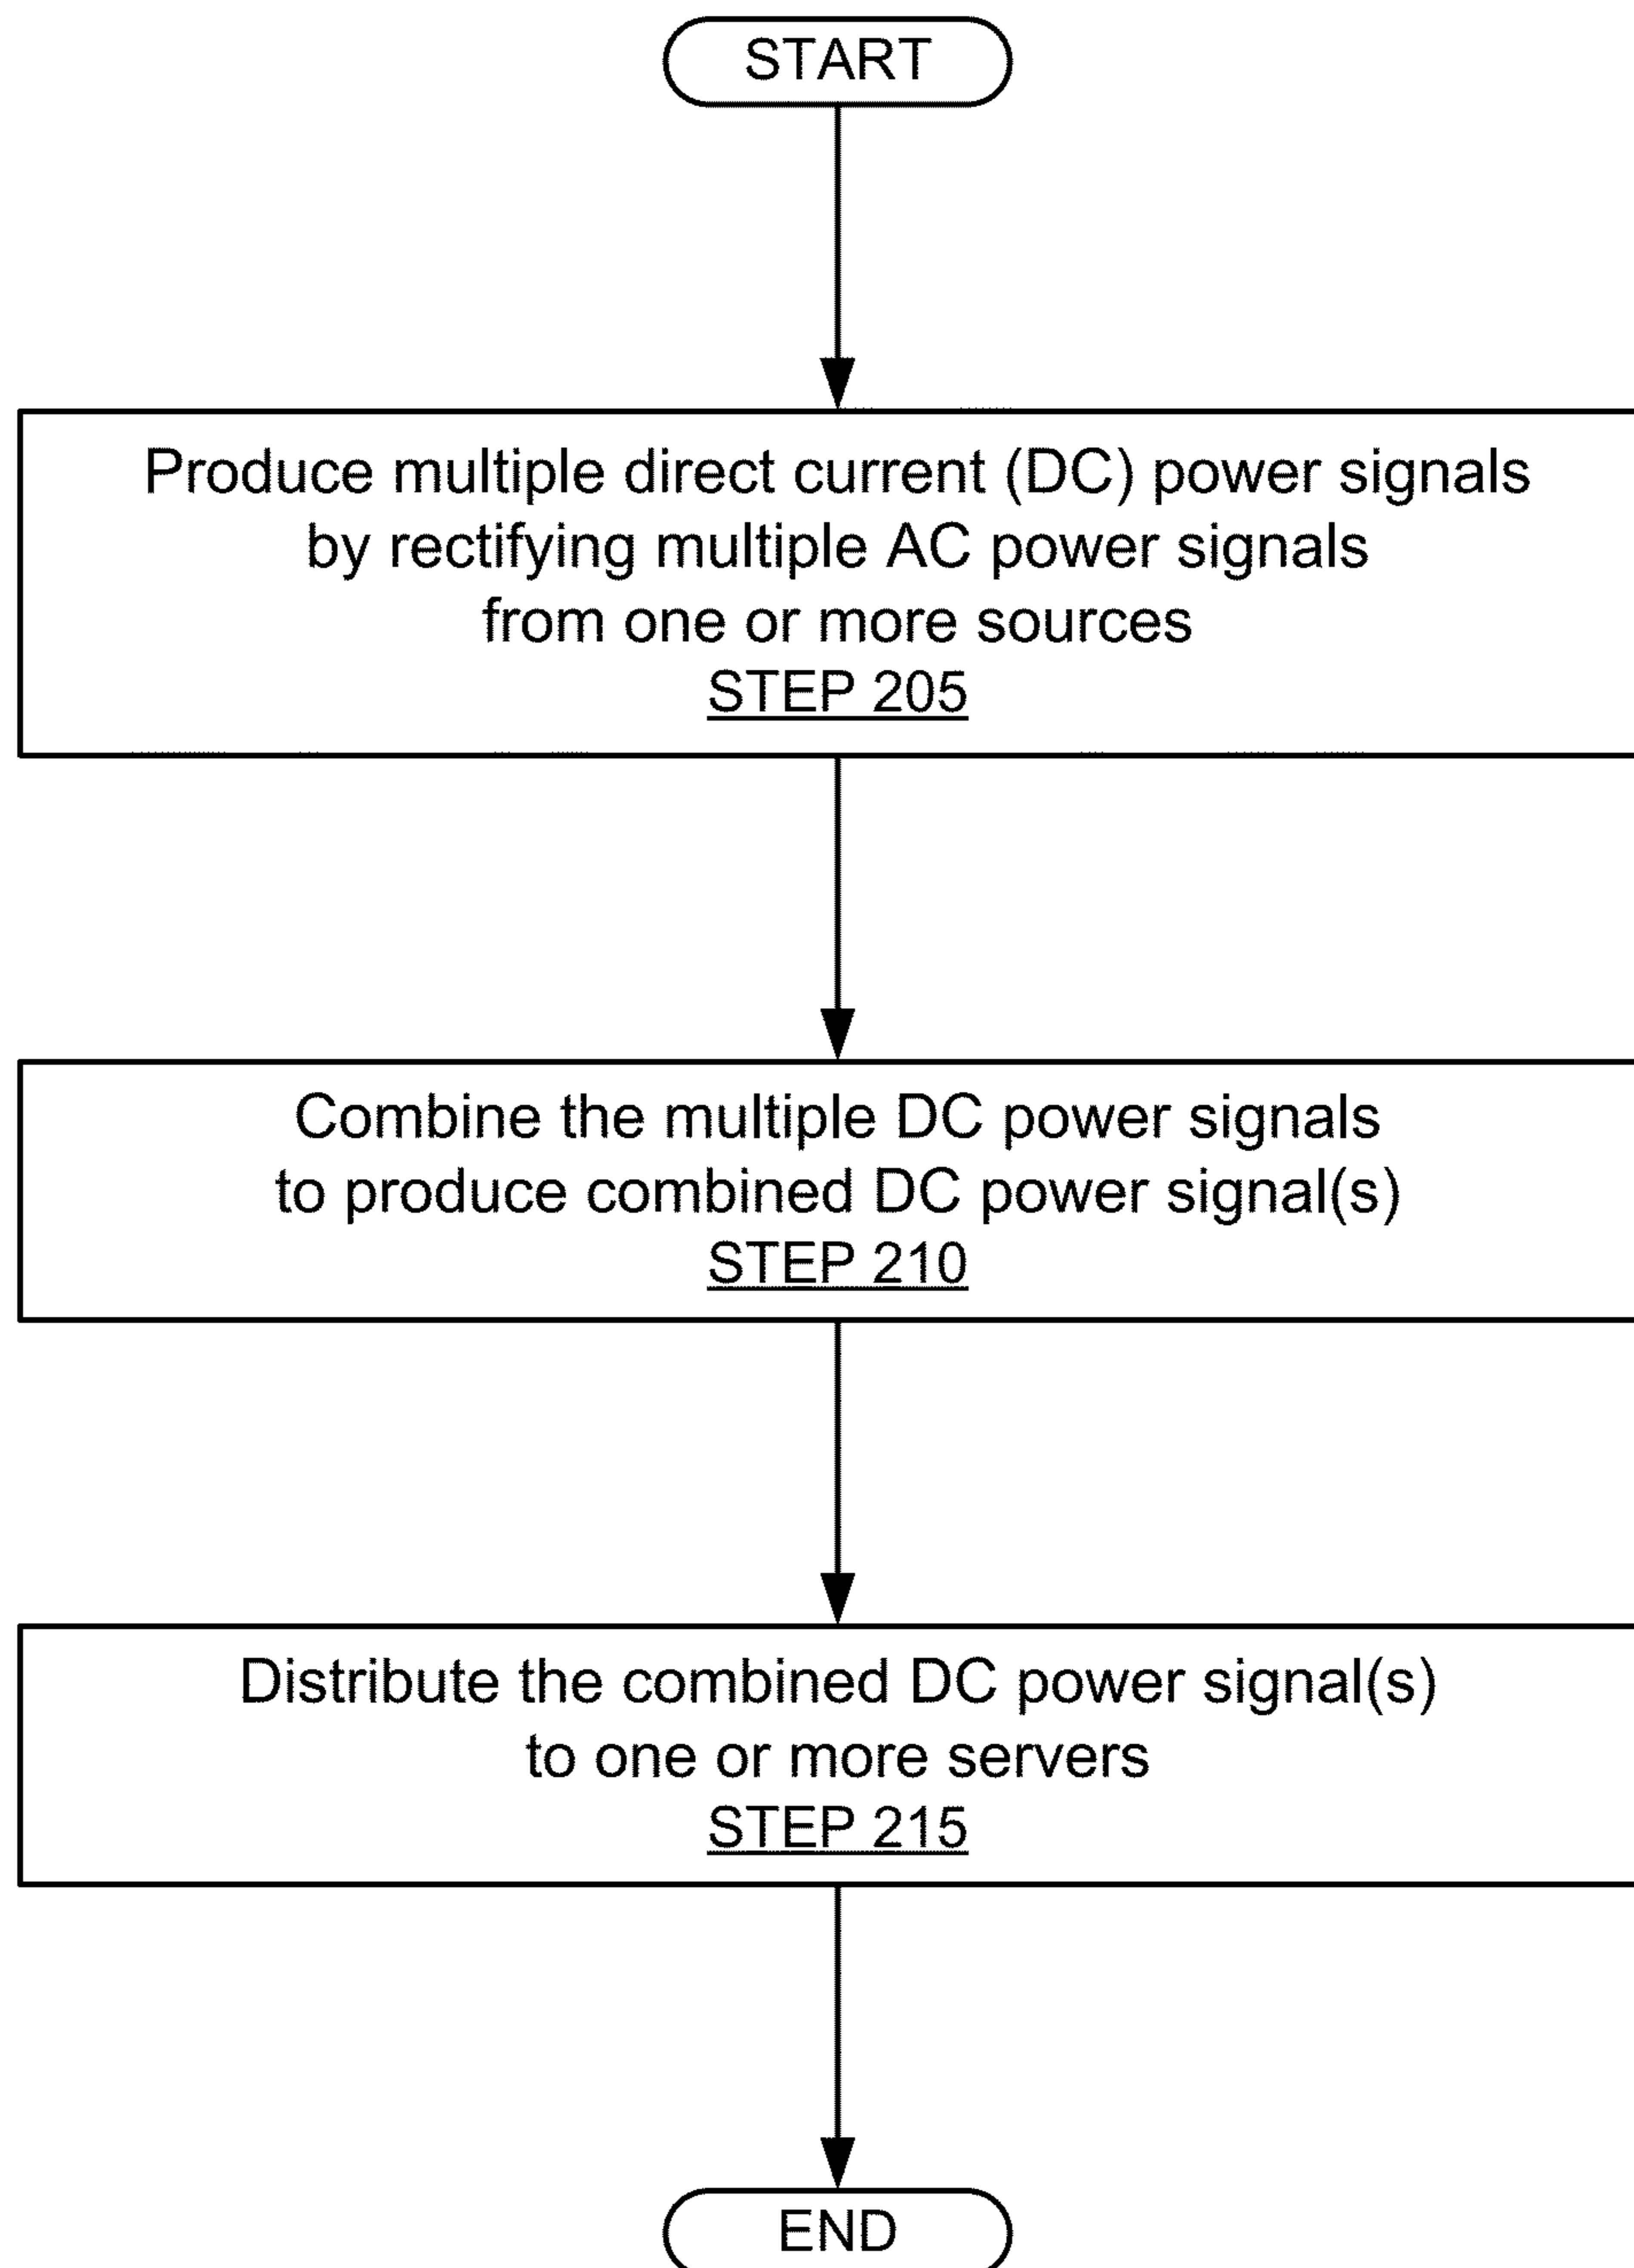 START
Produce multiple direct current (DC) power signals
by rectifying multiple AC power signals
from one or more sources
STEP 205
Combine the multiple DC power signals
to produce combined DC power signal(s)
STEP 210
Distribute the combined DC power signal(s)
to one or more servers
STEP 215
END